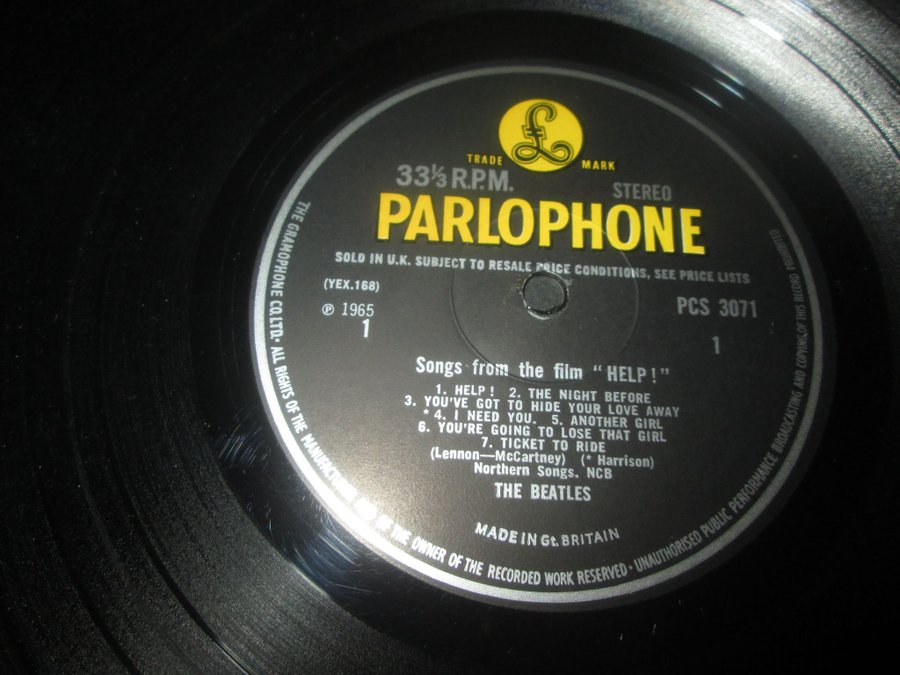 £
TRADE MARK
33⅓ R.P.M. STEREO
PARLOPHONE
SOLD IN U.K. SUBJECT TO RESALE PRICE CONDITIONS, SEE PRICE LISTS
(YEX.168) PCS 3071
℗ 1965
1 1
Songs from the film "HELP!"
1. HELP! 2. THE NIGHT BEFORE
3. YOU'VE GOT TO HIDE YOUR LOVE AWAY
*4. I NEED YOU. 5. ANOTHER GIRL
6. YOU'RE GOING TO LOSE THAT GIRL
7. TICKET TO RIDE
(Lennon—McCartney) (* Harrison)
Northern Songs. NCB
THE BEATLES
MADE IN Gt. BRITAIN
THE GRAMOPHONE CO. LTD. • ALL RIGHTS OF THE MANUFACTURER AND OF THE OWNER OF THE RECORDED WORK RESERVED • UNAUTHORISED PUBLIC PERFORMANCE BROADCASTING AND COPYING OF THIS RECORD PROHIBITED